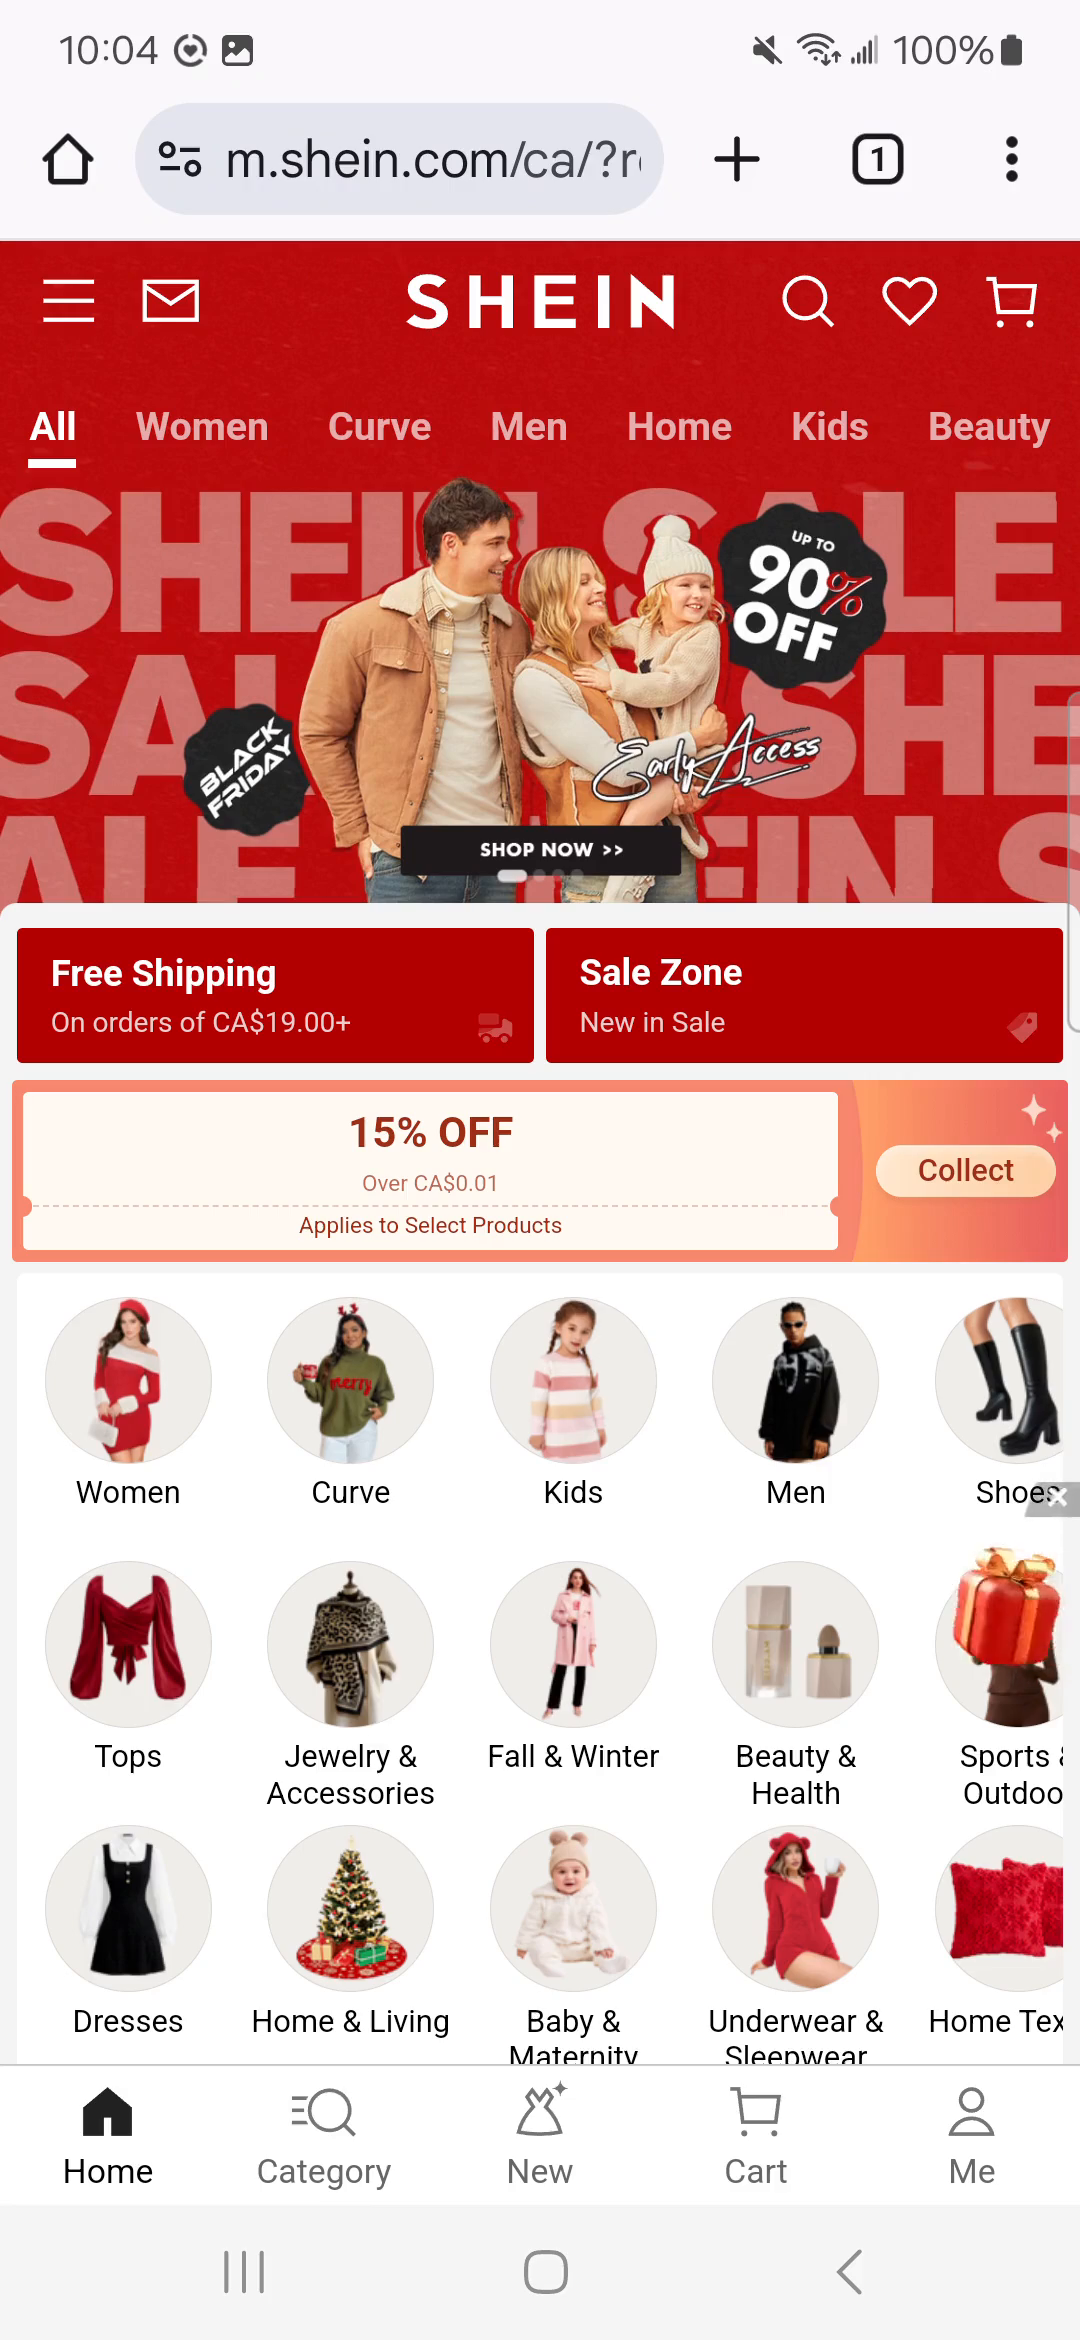 10:04 100%
m.shein.com/ca/?r
1
SHEIN
All Women Curve Men Home Kids Beauty
SHEIN SALE
UP TO
90%
OFF
SALE SHE
BLACK
FRIDAY
Early Access
ALE SHEIN S
SHOP NOW >>
Free Shipping
On orders of CA$19.00+
Sale Zone
New in Sale
15% OFF
Over CA$0.01
Applies to Select Products
Collect
Women Curve Kids Men Shoes
merry
Tops Jewelry & Fall & Winter Beauty & Sports &
Accessories Health Outdoo
Dresses Home & Living Baby & Underwear & Home Tex
Maternity Sleepwear
Home Category New Cart Me